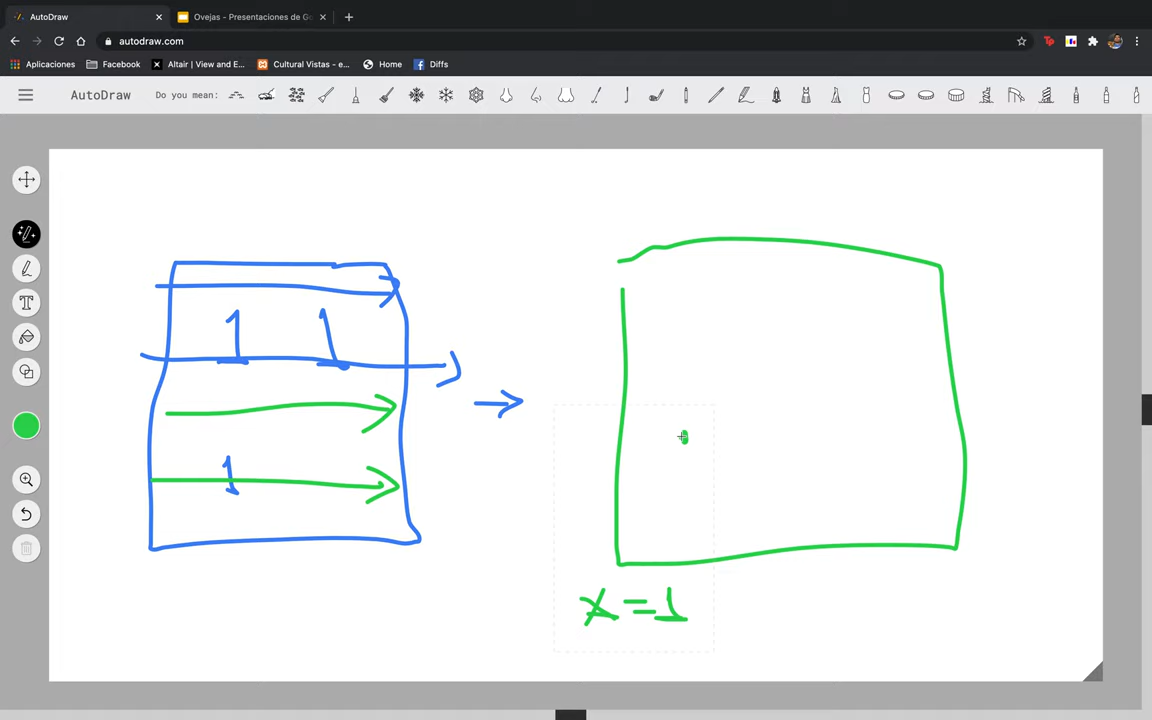 AutoDraw
Ovejas - Presentaciones de Go
autodraw.com
Aplicaciones
Facebook
Altair | View and E...
Cultural Vistas – e...
Home
Diffs
AutoDraw
Do you mean:
1 1
1
x=1